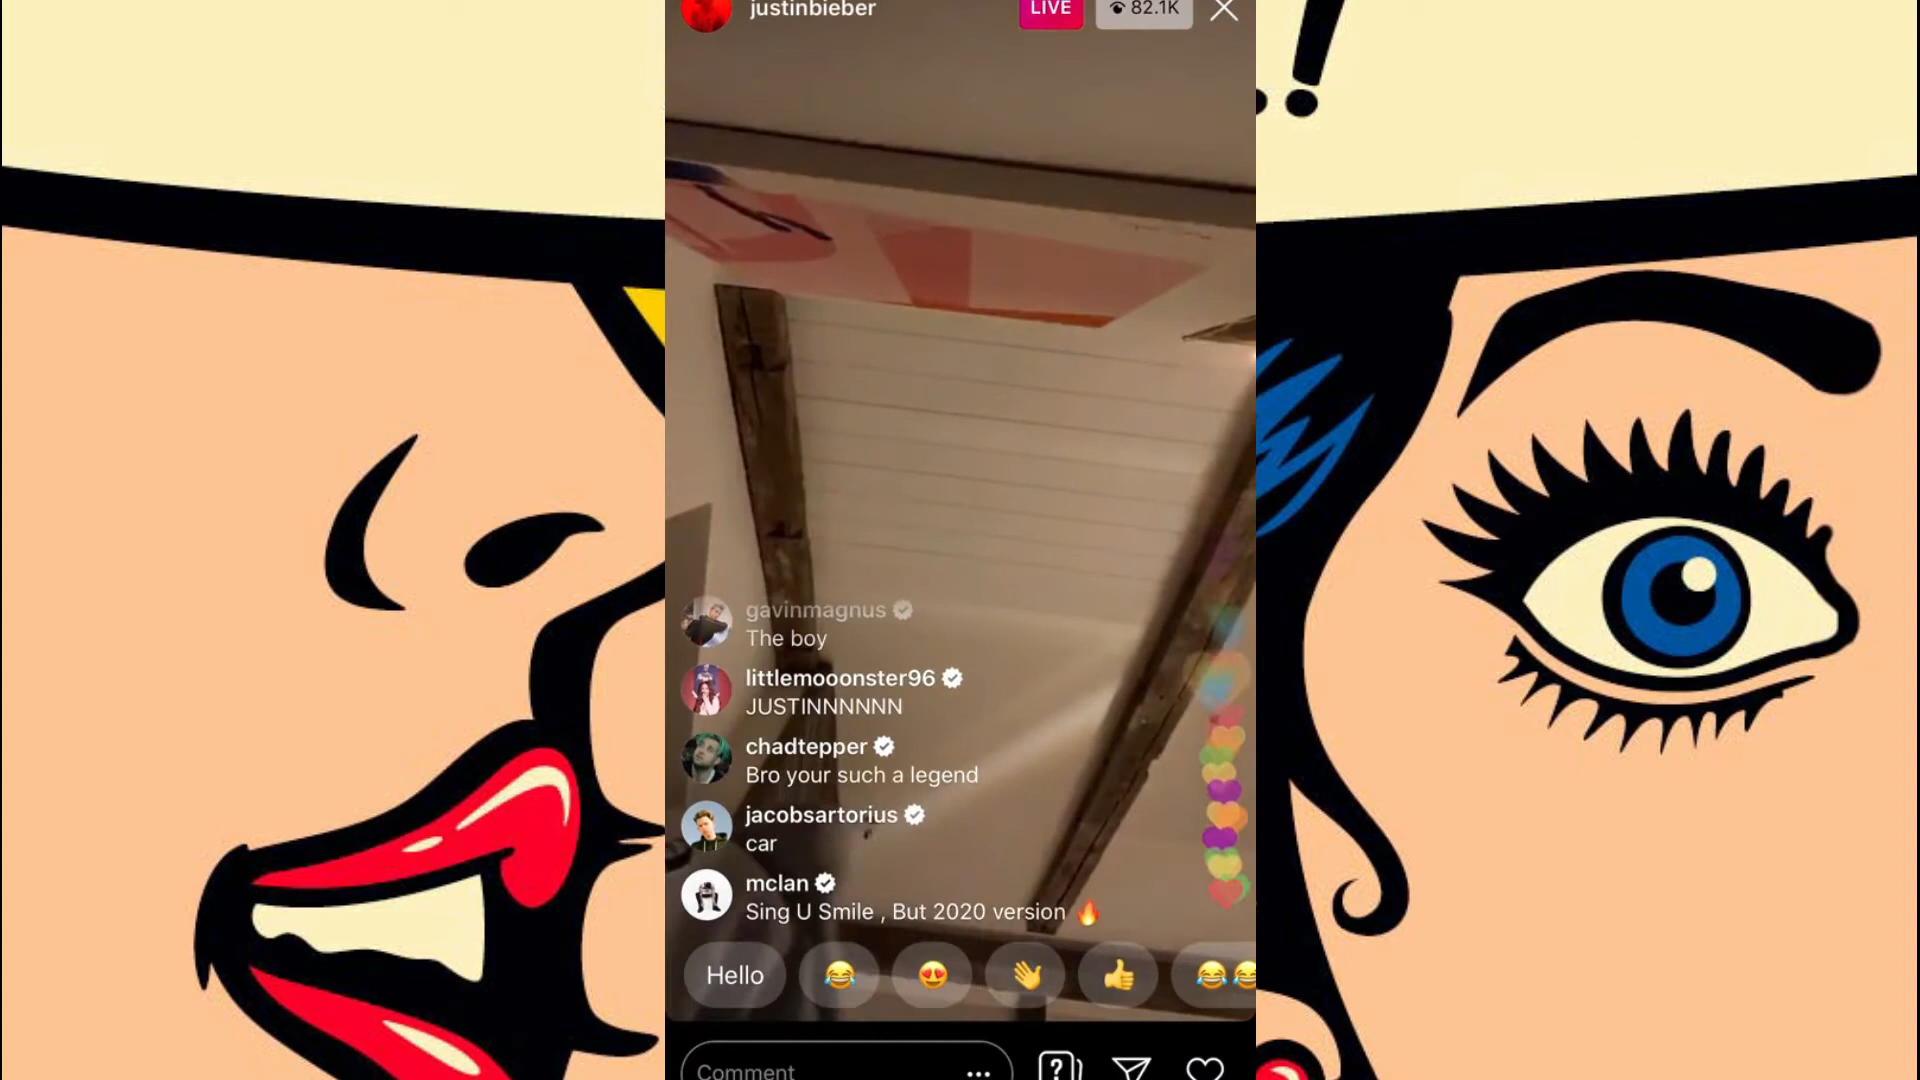 justinbieber
LIVE
82.1K
..!
gavinmagnus
The boy
littlemooonster96
JUSTINNNNNN
chadtepper
Bro your such a legend
jacobsartorius
car
mclan
Sing U Smile , But 2020 version 🔥
Hello 😂 😍 👋 👍 😂😂
Comment